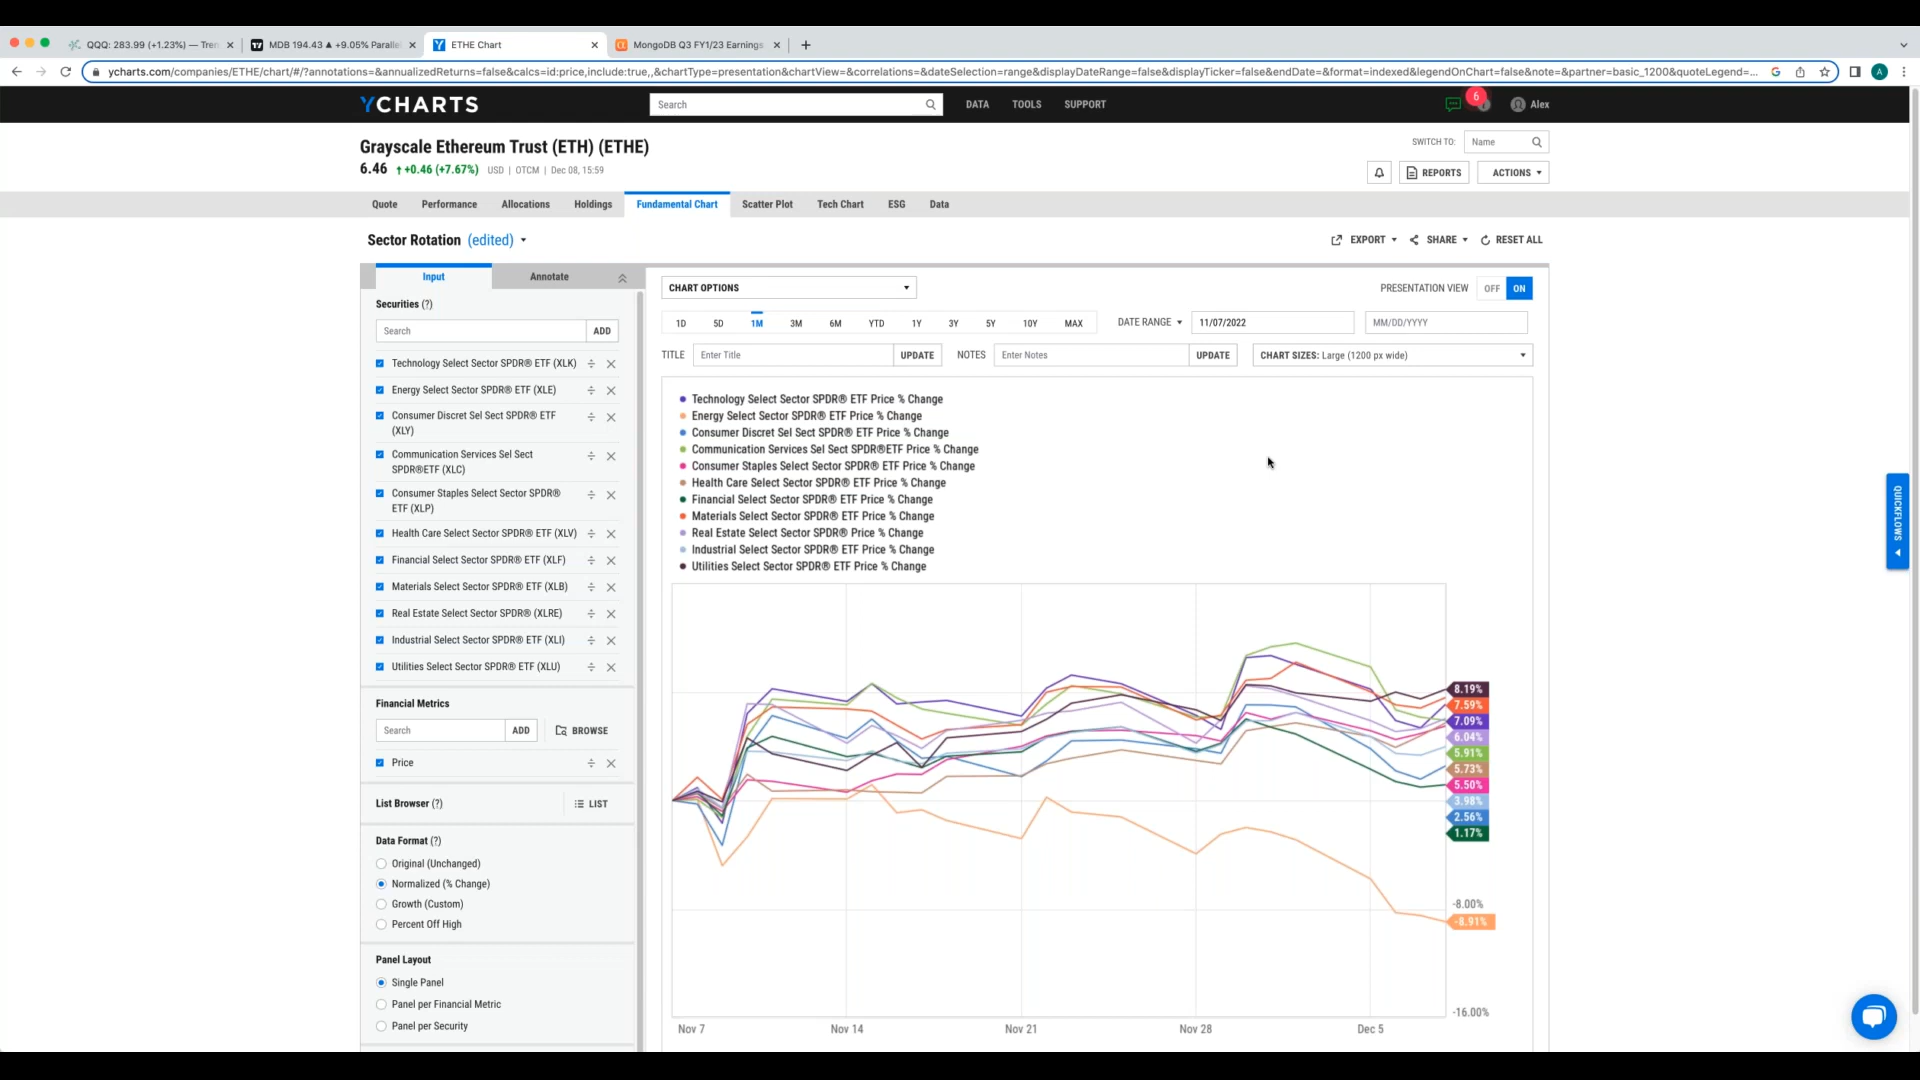 QQQ: 283.99 (+1.23%) — Tren
MDB 194.43 ▲ +9.05% Paralle
ETHE Chart
MongoDB Q3 FY1/23 Earnings
ycharts.com/companies/ETHE/chart/#/?annotations=&annualizedReturns=false&calcs=id:price,include:true,,&chartType=presentation&chartView=&correlations=&dateSelection=range&displayDateRange=false&displayTicker=false&endDate=&format=indexed&legendOnChart=false&note=&partner=basic_1200&quoteLegend=...
A
YCHARTS
Search
DATA
TOOLS
SUPPORT
6
Alex
Grayscale Ethereum Trust (ETH) (ETHE)
6.46 +0.46 (+7.67%) USD | OTCM | Dec 08, 15:59
SWITCH TO:
Name
REPORTS
ACTIONS
Quote
Performance
Allocations
Holdings
Fundamental Chart
Scatter Plot
Tech Chart
ESG
Data
Sector Rotation (edited)
EXPORT
SHARE
RESET ALL
Input
Annotate
Securities (?)
Search
ADD
Technology Select Sector SPDR® ETF (XLK)
Energy Select Sector SPDR® ETF (XLE)
Consumer Discret Sel Sect SPDR® ETF
(XLY)
Communication Services Sel Sect
SPDR®ETF (XLC)
Consumer Staples Select Sector SPDR®
ETF (XLP)
Health Care Select Sector SPDR® ETF (XLV)
Financial Select Sector SPDR® ETF (XLF)
Materials Select Sector SPDR® ETF (XLB)
Real Estate Select Sector SPDR® (XLRE)
Industrial Select Sector SPDR® ETF (XLI)
Utilities Select Sector SPDR® ETF (XLU)
Financial Metrics
Search
ADD
BROWSE
Price
List Browser (?)
LIST
Data Format (?)
Original (Unchanged)
Normalized (% Change)
Growth (Custom)
Percent Off High
Panel Layout
Single Panel
Panel per Financial Metric
Panel per Security
CHART OPTIONS
PRESENTATION VIEW
OFF
ON
1D
5D
1M
3M
6M
YTD
1Y
3Y
5Y
10Y
MAX
DATE RANGE
11/07/2022
MM/DD/YYYY
TITLE
Enter Title
UPDATE
NOTES
Enter Notes
UPDATE
CHART SIZES: Large (1200 px wide)
Technology Select Sector SPDR® ETF Price % Change
Energy Select Sector SPDR® ETF Price % Change
Consumer Discret Sel Sect SPDR® ETF Price % Change
Communication Services Sel Sect SPDR®ETF Price % Change
Consumer Staples Select Sector SPDR® ETF Price % Change
Health Care Select Sector SPDR® ETF Price % Change
Financial Select Sector SPDR® ETF Price % Change
Materials Select Sector SPDR® ETF Price % Change
Real Estate Select Sector SPDR® Price % Change
Industrial Select Sector SPDR® ETF Price % Change
Utilities Select Sector SPDR® ETF Price % Change
8.19%
7.59%
7.09%
6.04%
5.91%
5.73%
5.50%
3.98%
2.56%
1.17%
-8.00%
-8.91%
-16.00%
Nov 7
Nov 14
Nov 21
Nov 28
Dec 5
QUICKFLOWS